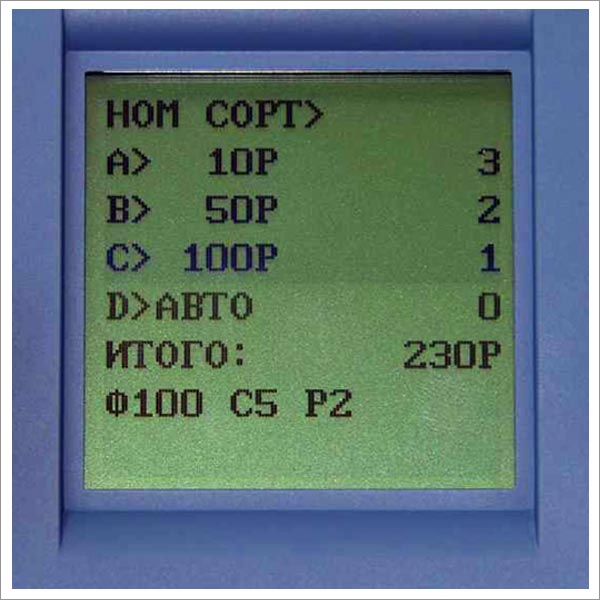 НОМ СОРТ>
A> 10Р 3
B> 50Р 2
C> 100Р 1
D>АВТО 0
ИТОГО: 230Р
Ф100 С5 Р2